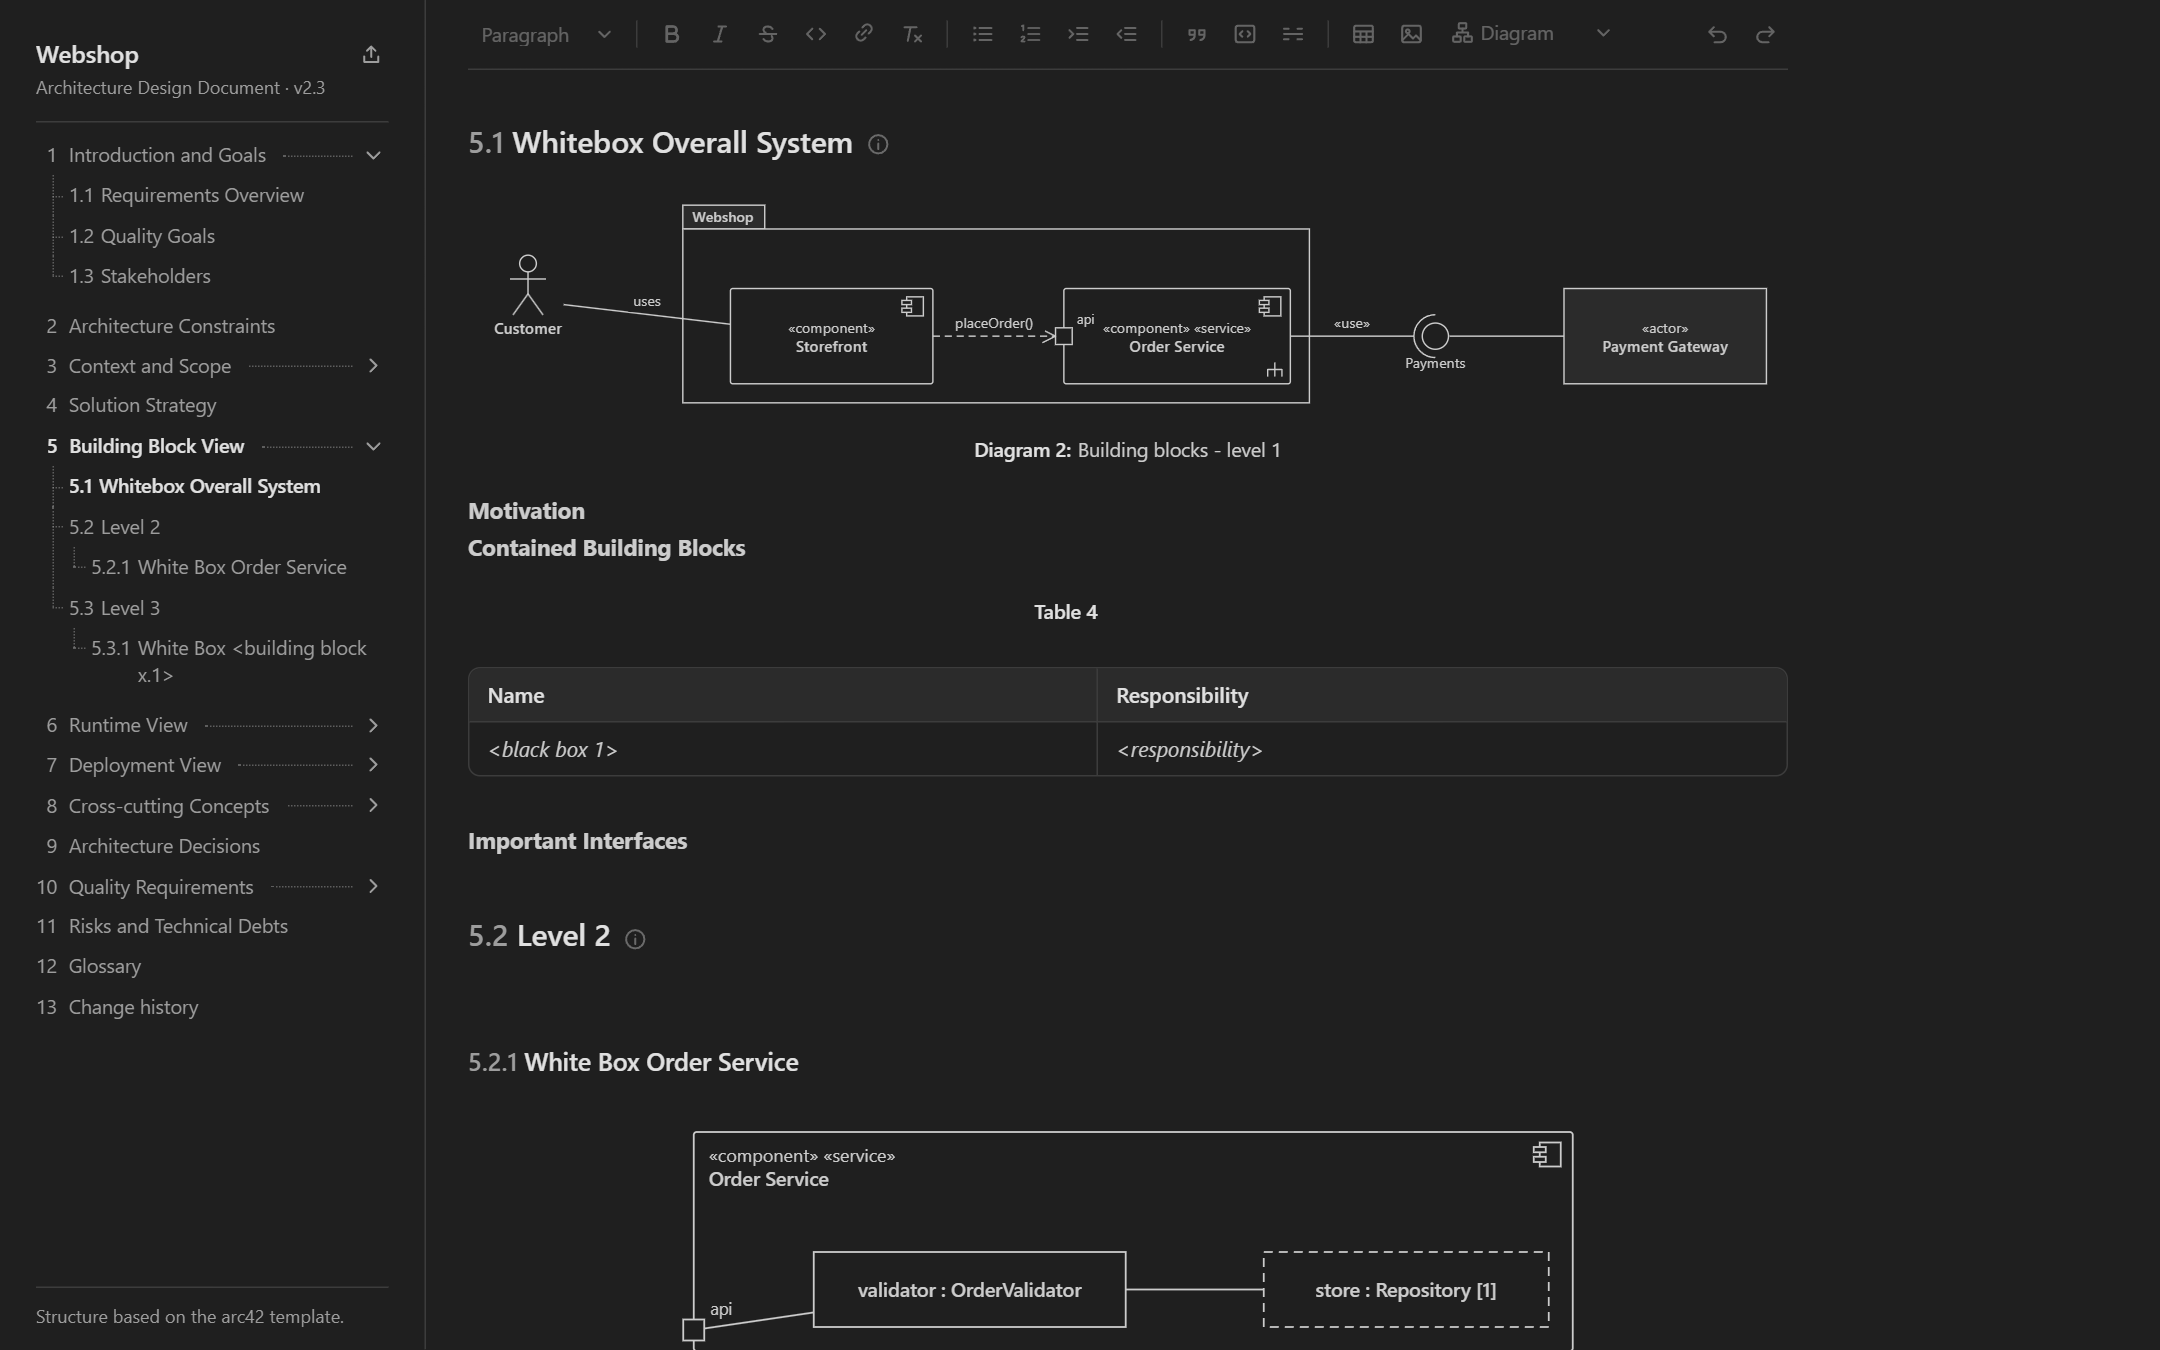 Webshop
Architecture Design Document · v2.3
1 Introduction and Goals
1.1 Requirements Overview
1.2 Quality Goals
1.3 Stakeholders
2 Architecture Constraints
3 Context and Scope
4 Solution Strategy
5 Building Block View
5.1 Whitebox Overall System
5.2 Level 2
5.2.1 White Box Order Service
5.3 Level 3
5.3.1 White Box <building block
x.1>
6 Runtime View
7 Deployment View
8 Cross-cutting Concepts
9 Architecture Decisions
10 Quality Requirements
11 Risks and Technical Debts
12 Glossary
13 Change history
Structure based on the arc42 template.
Paragraph
Diagram
5.1 Whitebox Overall System
Webshop
Customer
uses
«component»
Storefront
placeOrder()
api
«component» «service»
Order Service
«use»
Payments
«actor»
Payment Gateway
Diagram 2: Building blocks - level 1
Motivation
Contained Building Blocks
Table 4
Name Responsibility
<black box 1> <responsibility>
Important Interfaces
5.2 Level 2
5.2.1 White Box Order Service
«component» «service»
Order Service
api
validator : OrderValidator
store : Repository [1]